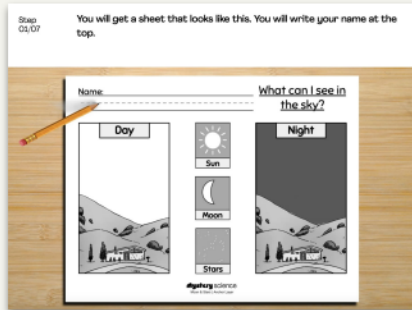 Step
01/07
You will get a sheet that looks like this. You will write your name at the
top.
Name:
What can I see in
the sky?
Day
Night
Sun
Moon
Stars
Mystery science